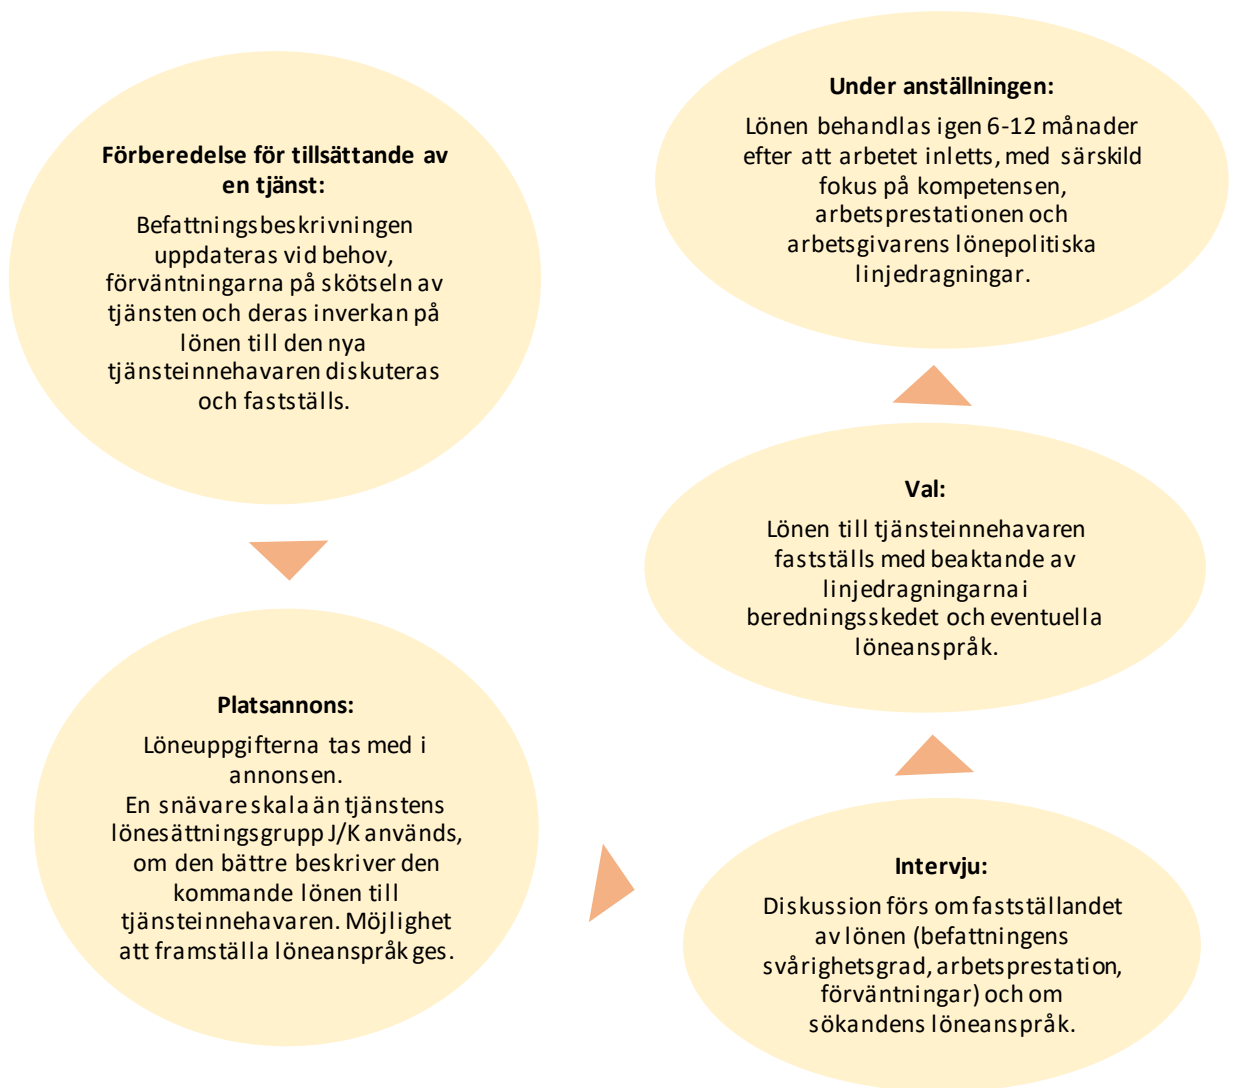 Förberedelse för tillsättande av
en tjänst:
Befattningsbeskrivningen
uppdateras vid behov,
förväntningarna på skötseln av
tjänsten och deras inverkan på
lönen till den nya
tjänsteinnehavaren diskuteras
och fastställs.
Platsannons:
Löneuppgifterna tas med i
annonsen.
En snävare skala än tjänstens
lönesättningsgrupp J/K används,
om den bättre beskriver den
kommande lönen till
tjänsteinnehavaren. Möjlighet
att framställa löneanspråk ges.
Intervju:
Diskussion förs om fastställandet
av lönen (befattningens
svårighetsgrad, arbetsprestation,
förväntningar) och om
sökandens löneanspråk.
Val:
Lönen till tjänsteinnehavaren
fastställs med beaktande av
linjedragningarna i
beredningsskedet och eventuella
löneanspråk.
Under anställningen:
Lönen behandlas igen 6-12 månader
efter att arbetet inletts, med särskild
fokus på kompetensen,
arbetsprestationen och
arbetsgivarens lönepolitiska
linjedragningar.